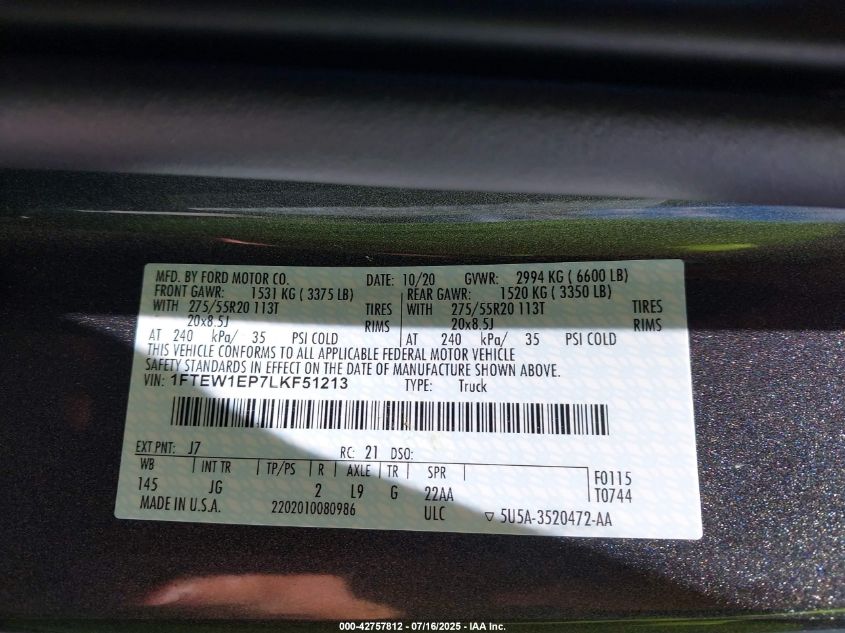 MFD. BY FORD MOTOR CO. DATE: 10/20 GVWR: 2994 KG ( 6600 LB)
FRONT GAWR: 1531 KG ( 3375 LB) REAR GAWR: 1520 KG ( 3350 LB)
WITH 275/55R20 113T TIRES WITH 275/55R20 113T TIRES
20x8.5J RIMS 20x8.5J RIMS
AT 240 kPa/ 35 PSI COLD AT 240 kPa/ 35 PSI COLD
THIS VEHICLE CONFORMS TO ALL APPLICABLE FEDERAL MOTOR VEHICLE
SAFETY STANDARDS IN EFFECT ON THE DATE OF MANUFACTURE SHOWN ABOVE.
VIN: 1FTEW1EP7LKF51213 TYPE: Truck
EXT PNT: J7 RC: 21 DSO:
WB INT TR TP/PS R AXLE TR SPR F0115
145 JG 2 L9 G 22AA T0744
MADE IN U.S.A. 2202010080986 ULC ▽ 5U5A-3520472-AA
000-42757812 - 07/16/2025 - IAA Inc.